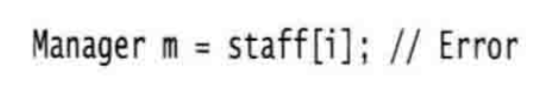 Manager m = staff[i]; // Error